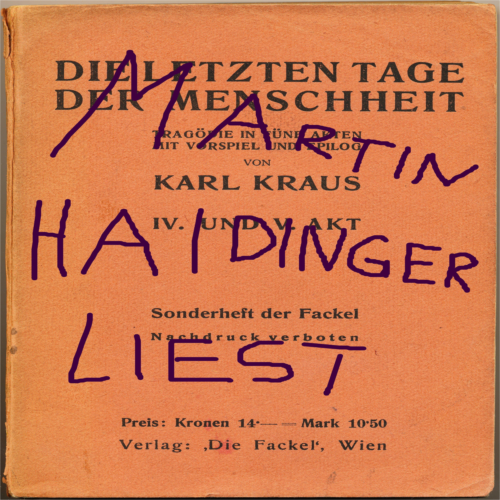 DIE LETZTEN TAGE
DER MENSCHHEIT
TRAGÖDIE IN FÜNF AKTEN
MIT VORSPIEL UND EPILOG
VON
KARL KRAUS
IV. UND V. AKT
Sonderheft der Fackel
Nachdruck verboten
Preis: Kronen 14·— — Mark 10·50
Verlag: ‚Die Fackel‘, Wien
MARTIN
HAIDINGER
LIEST